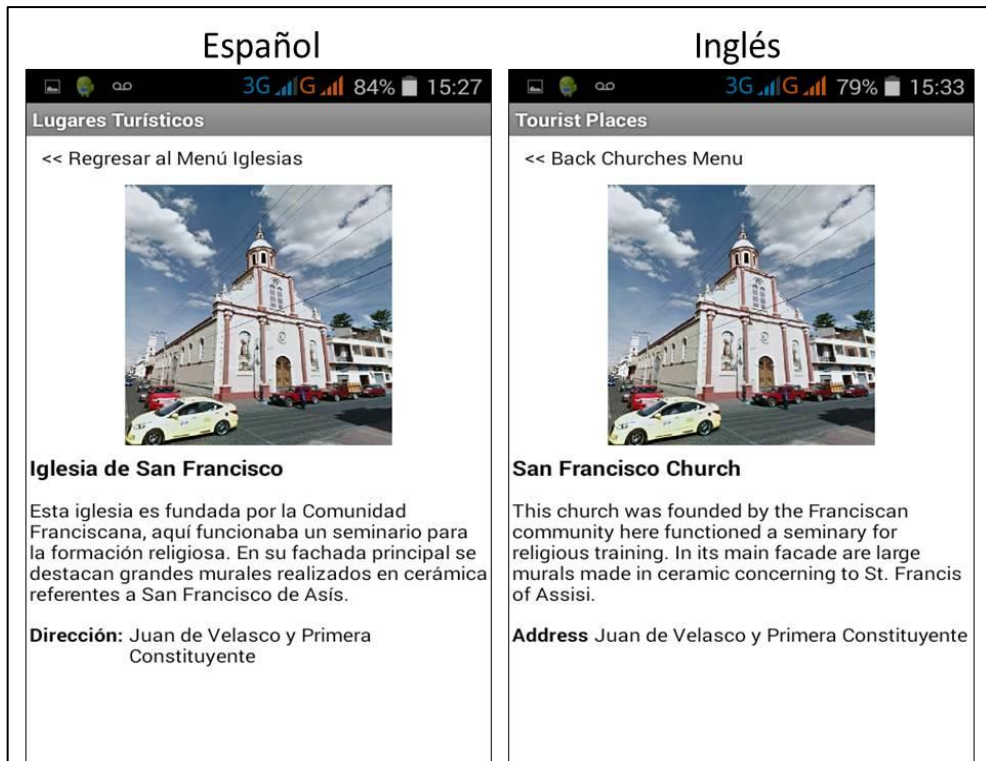 Español
3G G 84% 15:27
Lugares Turísticos
<< Regresar al Menú Iglesias
Iglesia de San Francisco
Esta iglesia es fundada por la Comunidad
Franciscana, aquí funcionaba un seminario para
la formación religiosa. En su fachada principal se
destacan grandes murales realizados en cerámica
referentes a San Francisco de Asís.
Dirección: Juan de Velasco y Primera
Constituyente
Inglés
3G G 79% 15:33
Tourist Places
<< Back Churches Menu
San Francisco Church
This church was founded by the Franciscan
community here functioned a seminary for
religious training. In its main facade are large
murals made in ceramic concerning to St. Francis
of Assisi.
Address Juan de Velasco y Primera Constituyente